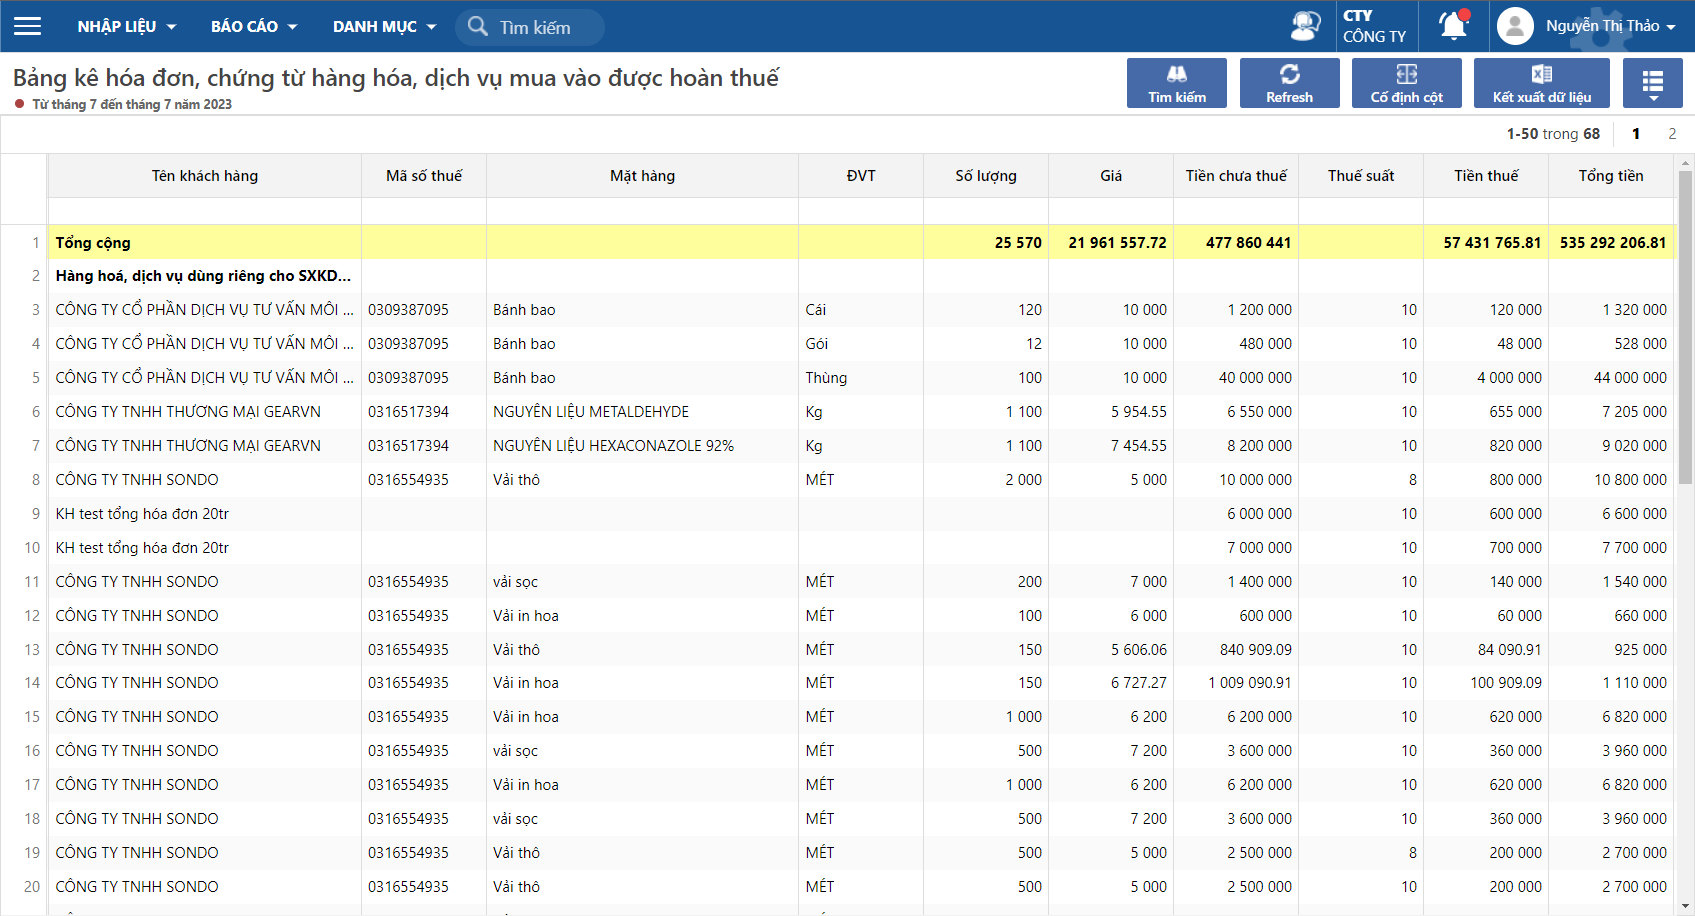 NHẬP LIỆU BÁO CÁO DANH MỤC Tìm kiếm CTY CÔNG TY Nguyễn Thị Thảo
Bảng kê hóa đơn, chứng từ hàng hóa, dịch vụ mua vào được hoàn thuế
Từ tháng 7 đến tháng 7 năm 2023
Tìm kiếm Refresh Cố định cột Kết xuất dữ liệu
1-50 trong 68 1 2
Tên khách hàng Mã số thuế Mặt hàng ĐVT Số lượng Giá Tiền chưa thuế Thuế suất Tiền thuế Tổng tiền
1 Tổng cộng 25 570 21 961 557.72 477 860 441 57 431 765.81 535 292 206.81
2 Hàng hoá, dịch vụ dùng riêng cho SXKD...
3 CÔNG TY CỔ PHẦN DỊCH VỤ TƯ VẤN MÔI ... 0309387095 Bánh bao Cái 120 10 000 1 200 000 10 120 000 1 320 000
4 CÔNG TY CỔ PHẦN DỊCH VỤ TƯ VẤN MÔI ... 0309387095 Bánh bao Gói 12 10 000 480 000 10 48 000 528 000
5 CÔNG TY CỔ PHẦN DỊCH VỤ TƯ VẤN MÔI ... 0309387095 Bánh bao Thùng 100 10 000 40 000 000 10 4 000 000 44 000 000
6 CÔNG TY TNHH THƯƠNG MẠI GEARVN 0316517394 NGUYÊN LIỆU METALDEHYDE Kg 1 100 5 954.55 6 550 000 10 655 000 7 205 000
7 CÔNG TY TNHH THƯƠNG MẠI GEARVN 0316517394 NGUYÊN LIỆU HEXACONAZOLE 92% Kg 1 100 7 454.55 8 200 000 10 820 000 9 020 000
8 CÔNG TY TNHH SONDO 0316554935 Vải thô MÉT 2 000 5 000 10 000 000 8 800 000 10 800 000
9 KH test tổng hóa đơn 20tr 6 000 000 10 600 000 6 600 000
10 KH test tổng hóa đơn 20tr 7 000 000 10 700 000 7 700 000
11 CÔNG TY TNHH SONDO 0316554935 vải sọc MÉT 200 7 000 1 400 000 10 140 000 1 540 000
12 CÔNG TY TNHH SONDO 0316554935 Vải in hoa MÉT 100 6 000 600 000 10 60 000 660 000
13 CÔNG TY TNHH SONDO 0316554935 Vải thô MÉT 150 5 606.06 840 909.09 10 84 090.91 925 000
14 CÔNG TY TNHH SONDO 0316554935 Vải in hoa MÉT 150 6 727.27 1 009 090.91 10 100 909.09 1 110 000
15 CÔNG TY TNHH SONDO 0316554935 Vải in hoa MÉT 1 000 6 200 6 200 000 10 620 000 6 820 000
16 CÔNG TY TNHH SONDO 0316554935 vải sọc MÉT 500 7 200 3 600 000 10 360 000 3 960 000
17 CÔNG TY TNHH SONDO 0316554935 Vải in hoa MÉT 1 000 6 200 6 200 000 10 620 000 6 820 000
18 CÔNG TY TNHH SONDO 0316554935 vải sọc MÉT 500 7 200 3 600 000 10 360 000 3 960 000
19 CÔNG TY TNHH SONDO 0316554935 Vải thô MÉT 500 5 000 2 500 000 8 200 000 2 700 000
20 CÔNG TY TNHH SONDO 0316554935 Vải thô MÉT 500 5 000 2 500 000 10 200 000 2 700 000